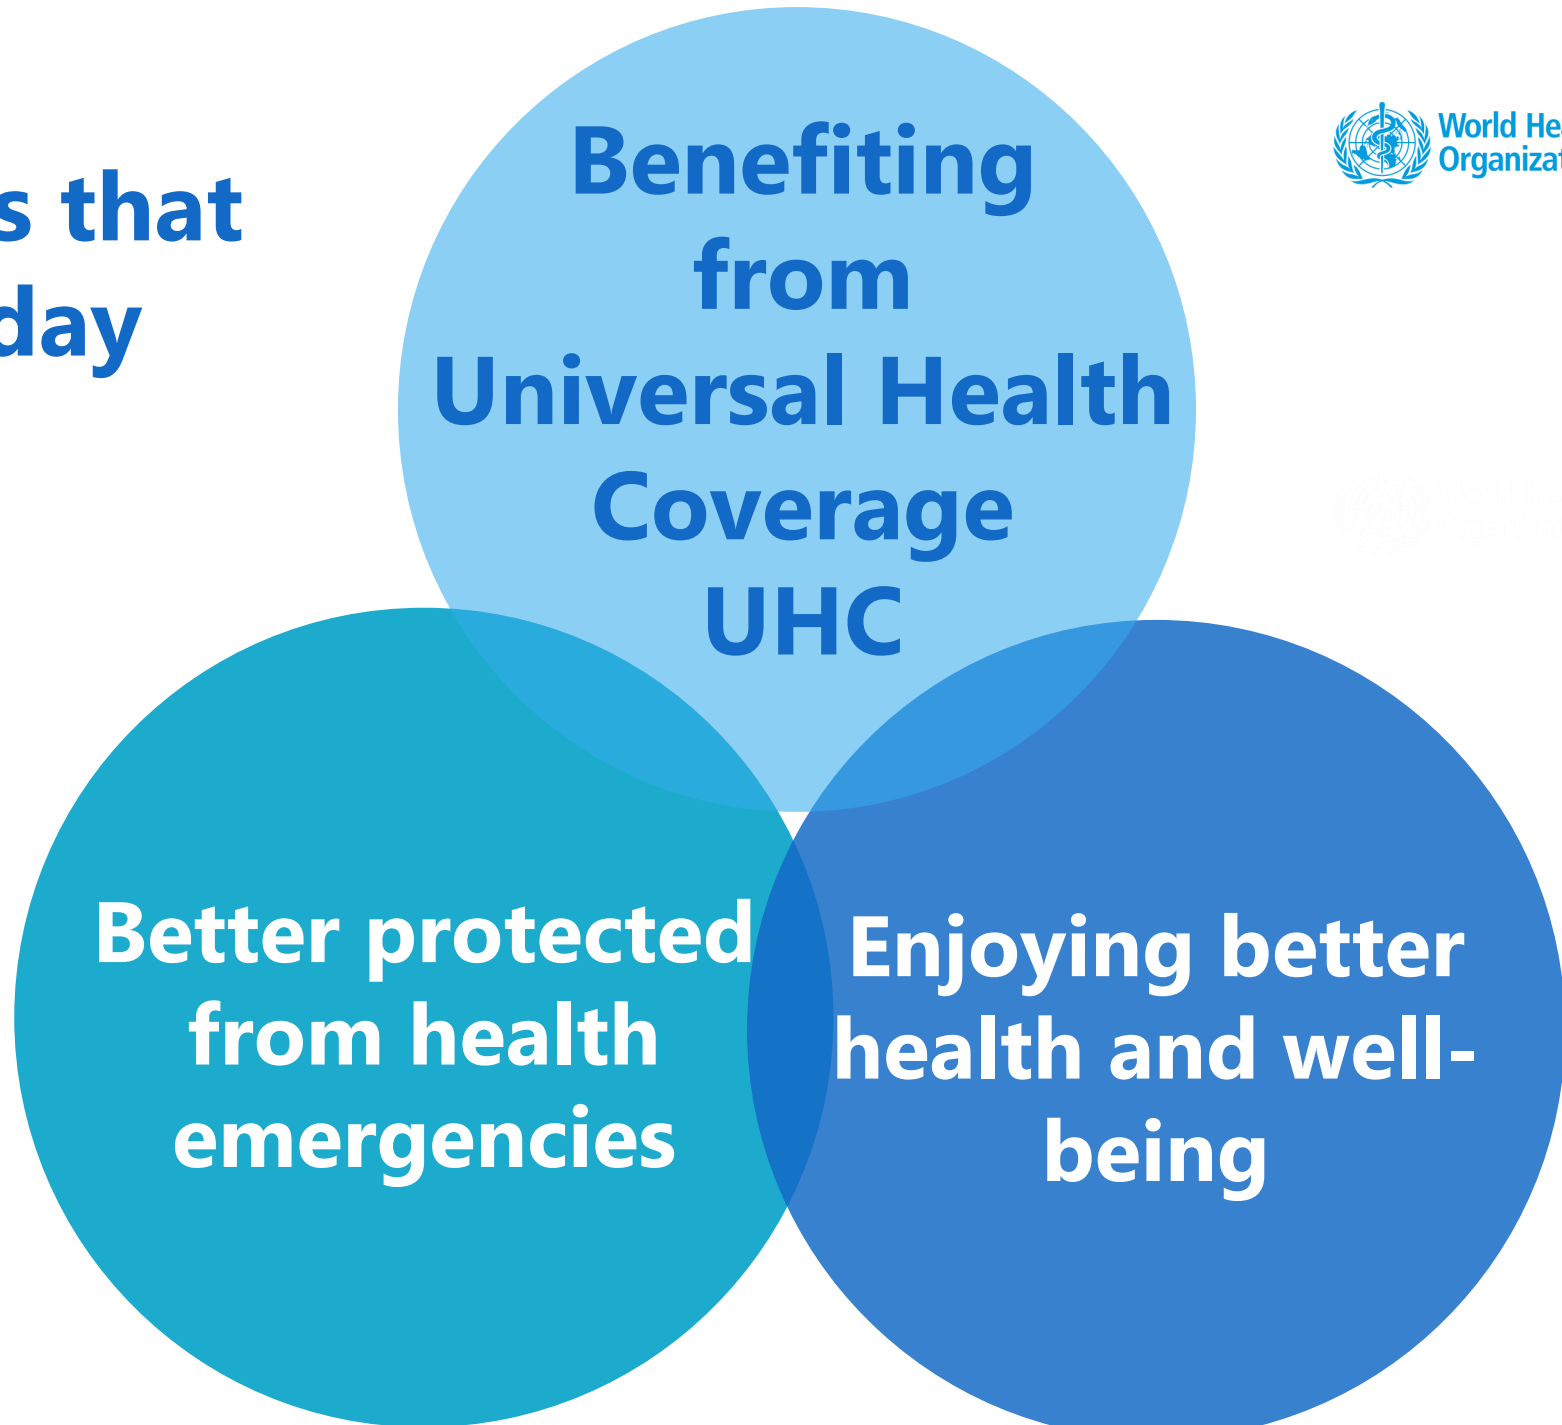 s that
day
Benefiting
from
Universal Health
Coverage
UHC
World Hea
Organizat
Better protected
from health
emergencies
Enjoying better
health and well-
being